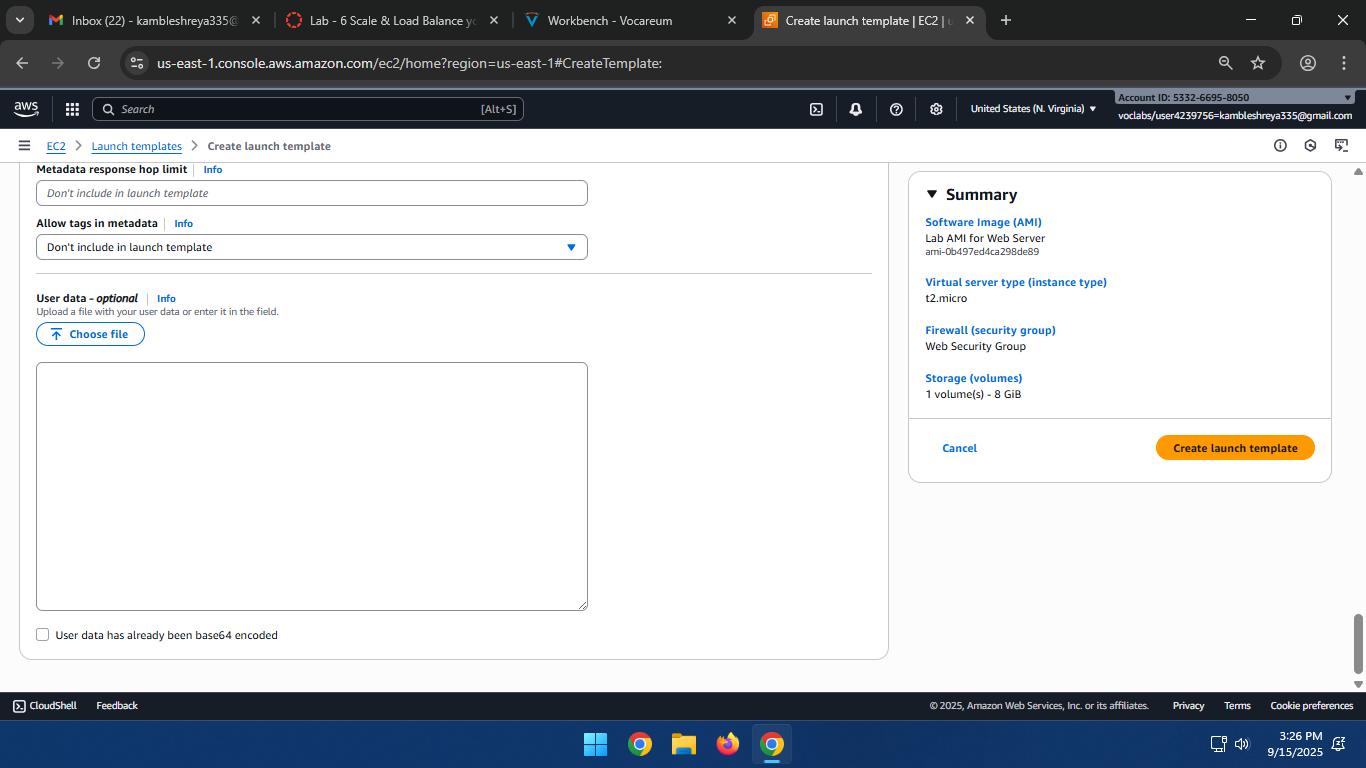 Inbox (22) - kambleshreya335@
Lab - 6 Scale & Load Balance yo
Workbench - Vocareum
Create launch template | EC2 | u
us-east-1.console.aws.amazon.com/ec2/home?region=us-east-1#CreateTemplate:
aws
Search
[Alt+S]
United States (N. Virginia)
Account ID: 5332-6695-8050
voclabs/user4239756=kambleshreya335@gmail.com
EC2
Launch templates
Create launch template
Metadata response hop limit
Info
Don't include in launch template
Allow tags in metadata
Info
Don't include in launch template
User data - optional
Info
Upload a file with your user data or enter it in the field.
Choose file
User data has already been base64 encoded
Summary
Software Image (AMI)
Lab AMI for Web Server
ami-0b497ed4ca298de89
Virtual server type (instance type)
t2.micro
Firewall (security group)
Web Security Group
Storage (volumes)
1 volume(s) - 8 GiB
Cancel
Create launch template
CloudShell
Feedback
© 2025, Amazon Web Services, Inc. or its affiliates.
Privacy
Terms
Cookie preferences
3:26 PM
9/15/2025